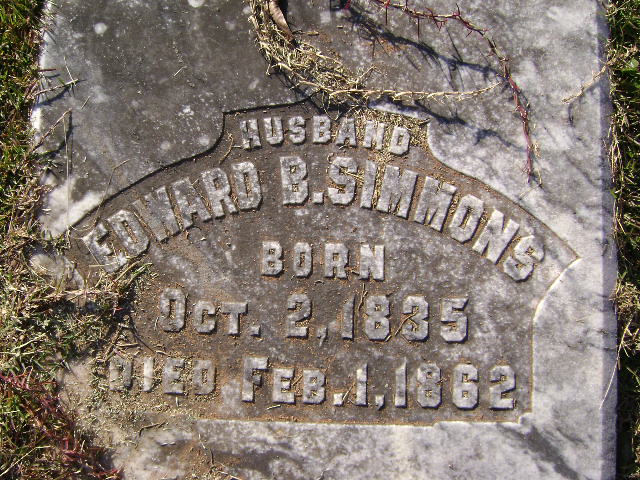 HUSBAND
EDWARD B. SIMMONS
BORN
OCT. 2, 1835
DIED FEB. 1, 1862